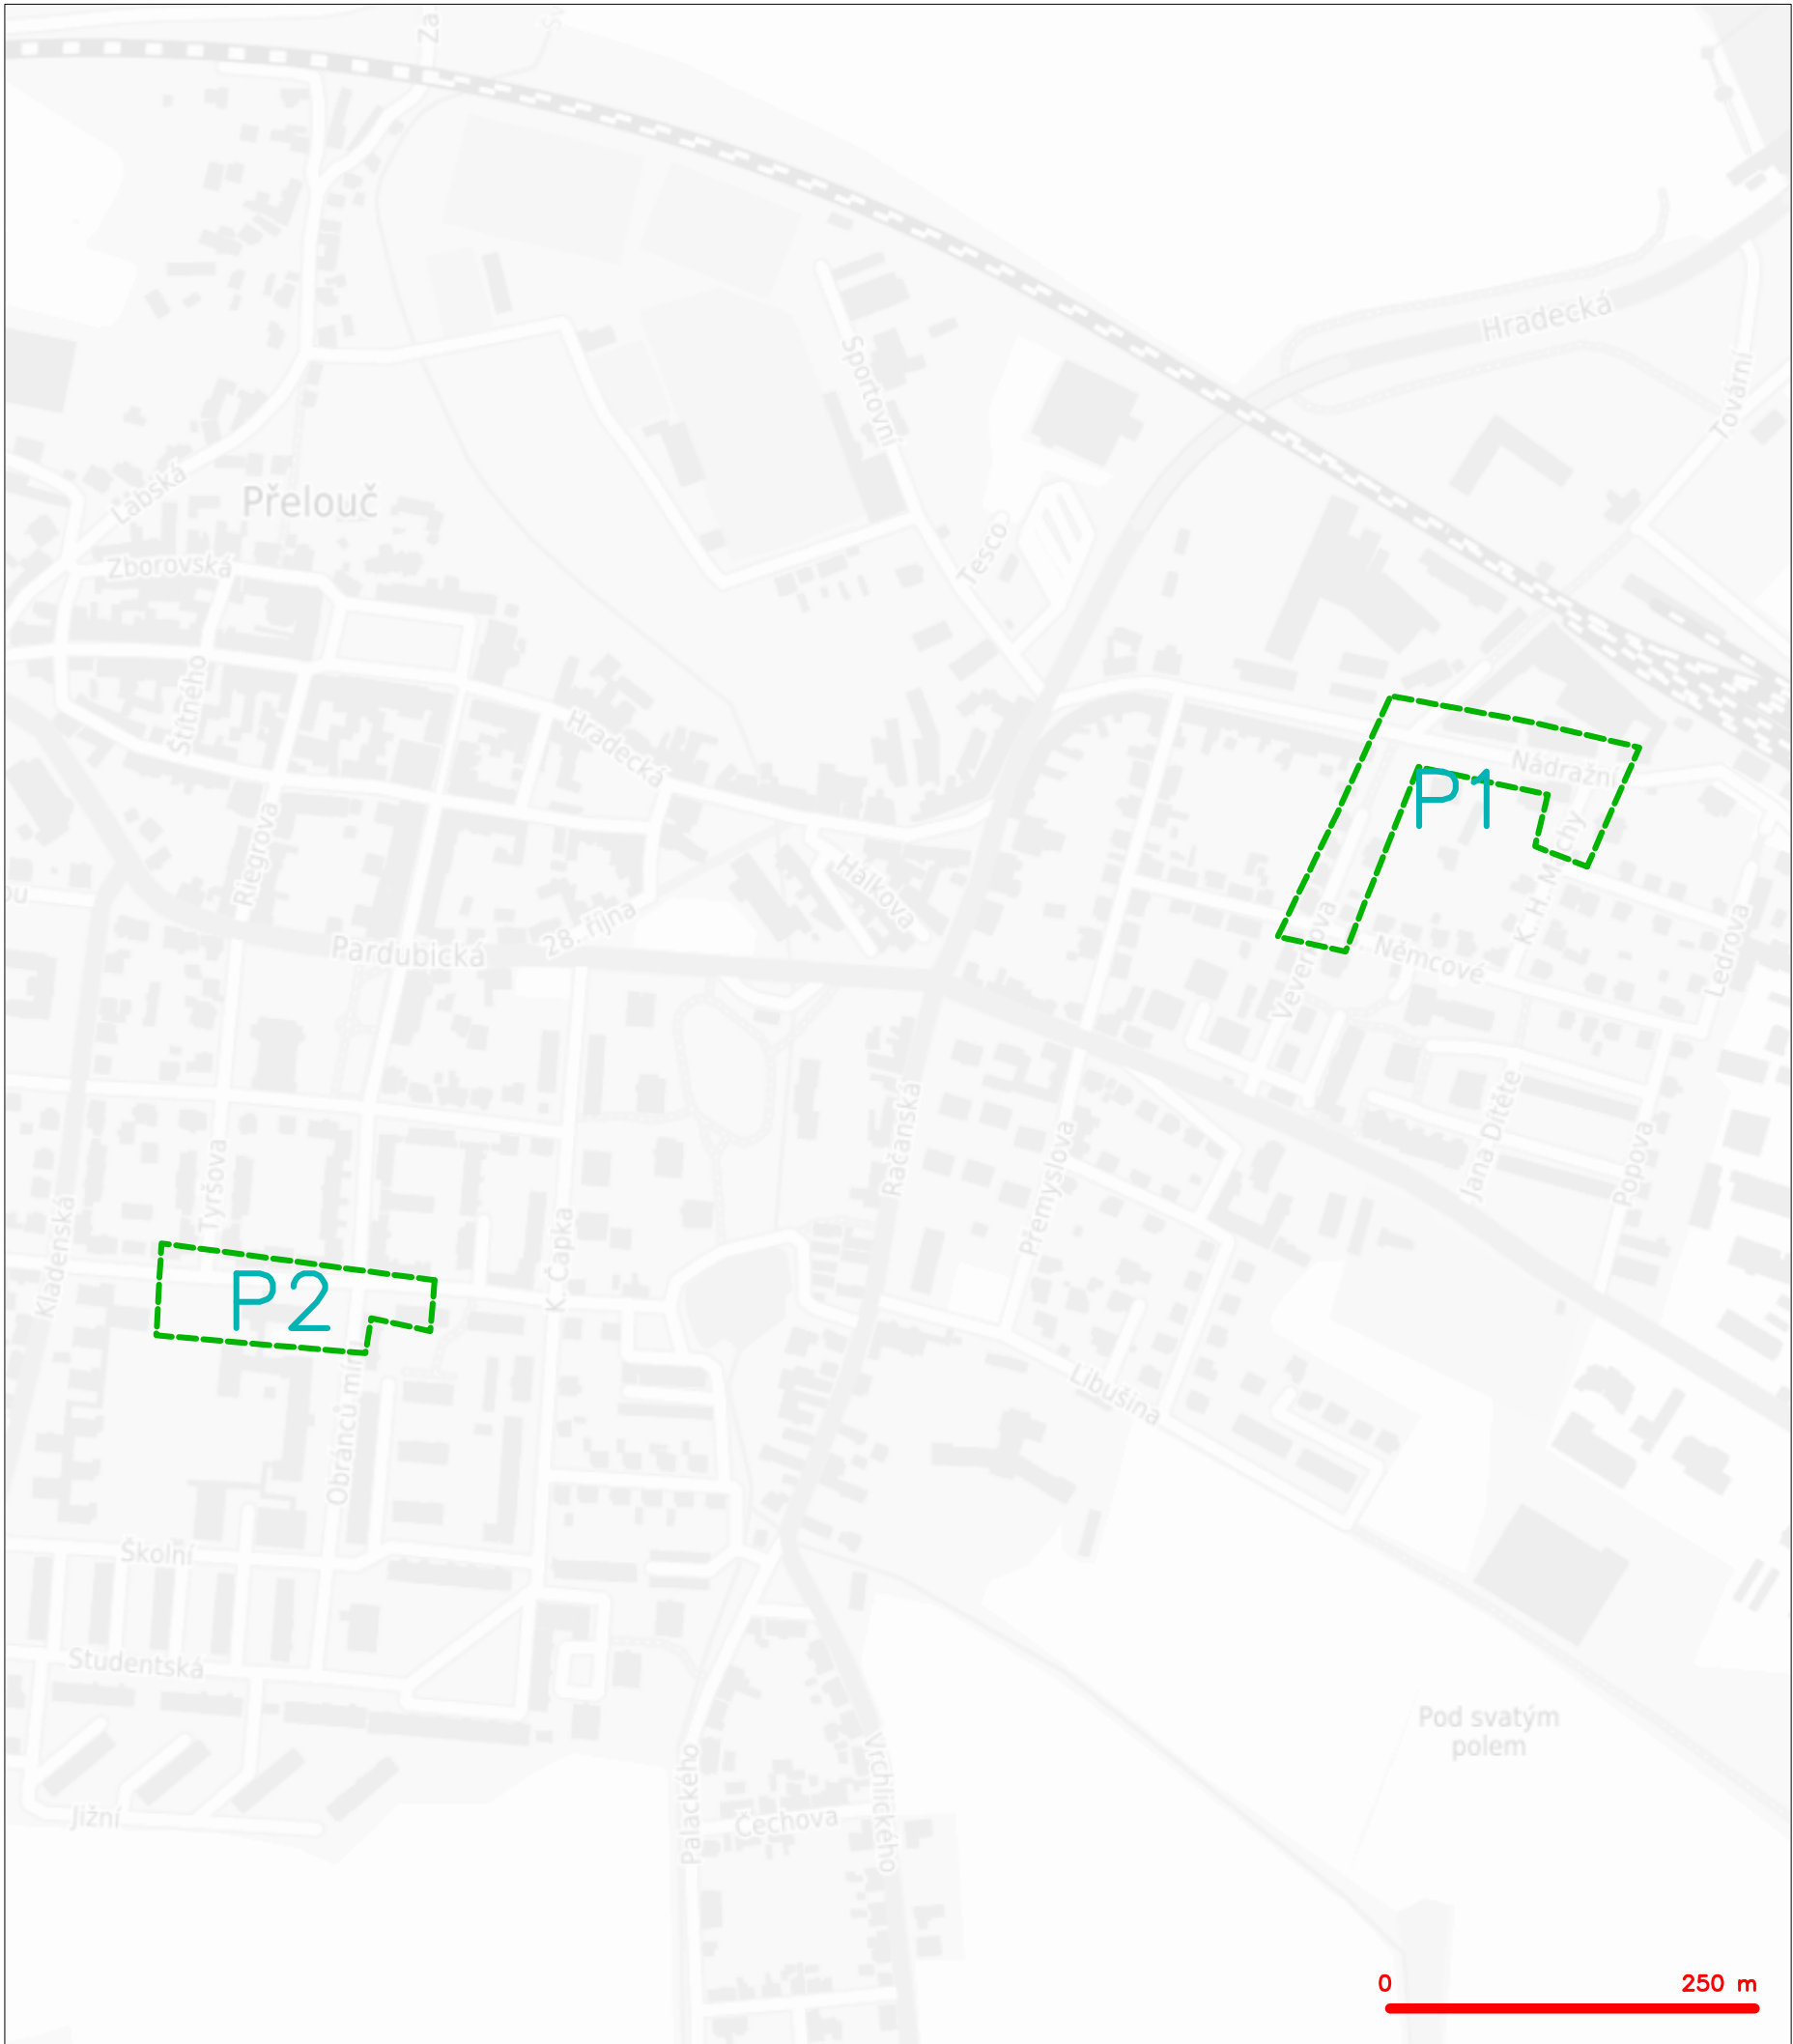 Za
Hradecká
Tovární
Sportovní
Labská
Přelouč
Tesco
Zborovská
Štítného
Hradecká
Nádražní
P1
K. H. Máchy
Riegrova
Hálkova
28. října
Pardubická
Veverkova
Němcové
Ledrova
Račanská
Jana Dítěte
Popova
Přemyslova
Tyršova
Kladenská
K. Čapka
P2
Libušina
Obránců mír
Školní
Studentská
Pod svatým
polem
Jižní
Palackého
Čechova
Vrchlického
0
250 m